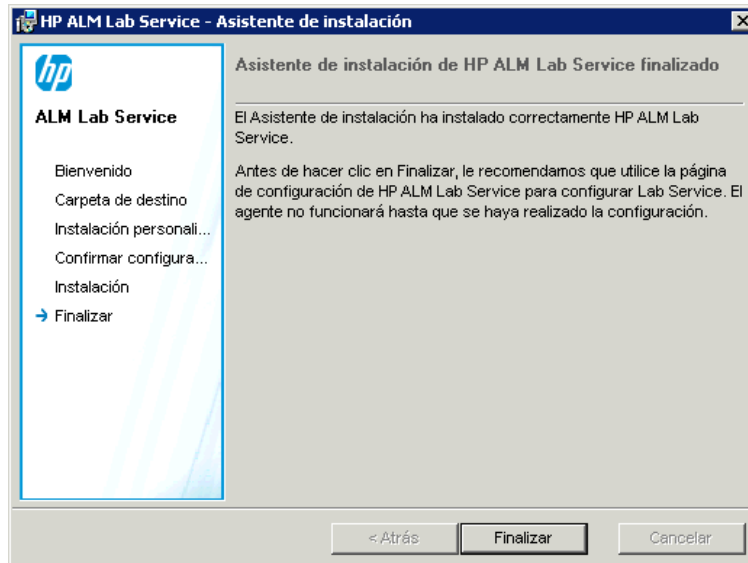 HP ALM Lab Service - Asistente de instalación
hp
ALM Lab Service
Bienvenido
Carpeta de destino
Instalación personali...
Confirmar configura...
Instalación
Finalizar
Asistente de instalación de HP ALM Lab Service finalizado
El Asistente de instalación ha instalado correctamente HP ALM Lab
Service.
Antes de hacer clic en Finalizar, le recomendamos que utilice la página
de configuración de HP ALM Lab Service para configurar Lab Service. El
agente no funcionará hasta que se haya realizado la configuración.
< Atrás
Finalizar
Cancelar